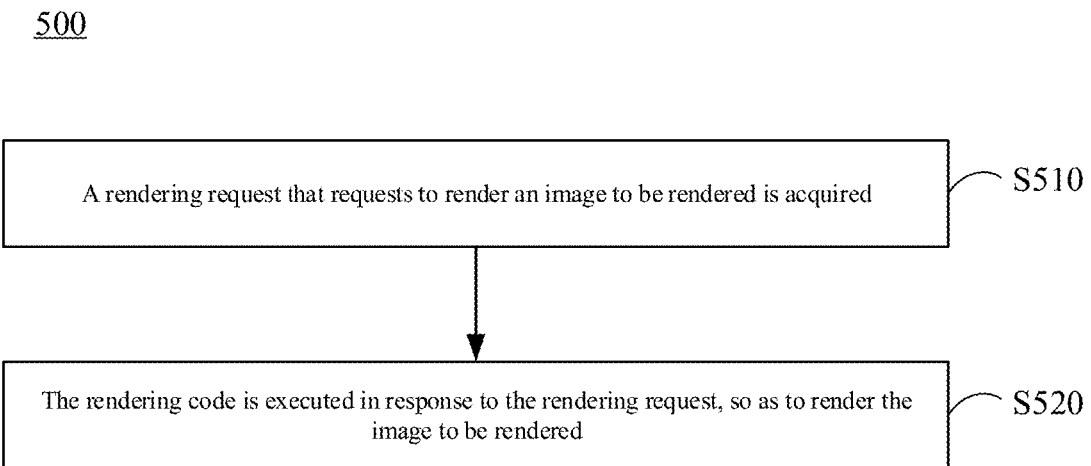 500
A rendering request that requests to render an image to be rendered is acquired
S510
The rendering code is executed in response to the rendering request, so as to render the
image to be rendered
S520